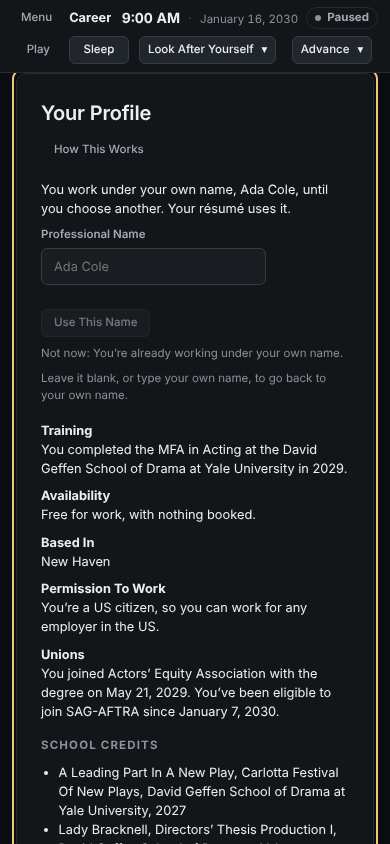 Menu Career 9:00 AM · January 16, 2030 Paused
Play Sleep Look After Yourself ▾ Advance ▾
Your Profile
How This Works
You work under your own name, Ada Cole, until
you choose another. Your résumé uses it.
Professional Name
Ada Cole
Use This Name
Not now: You're already working under your own name.
Leave it blank, or type your own name, to go back to
your own name.
Training
You completed the MFA in Acting at the David
Geffen School of Drama at Yale University in 2029.
Availability
Free for work, with nothing booked.
Based In
New Haven
Permission To Work
You're a US citizen, so you can work for any
employer in the US.
Unions
You joined Actors' Equity Association with the
degree on May 21, 2029. You've been eligible to
join SAG-AFTRA since January 7, 2030.
SCHOOL CREDITS
• A Leading Part In A New Play, Carlotta Festival
Of New Plays, David Geffen School of Drama at
Yale University, 2027
• Lady Bracknell, Directors' Thesis Production I,